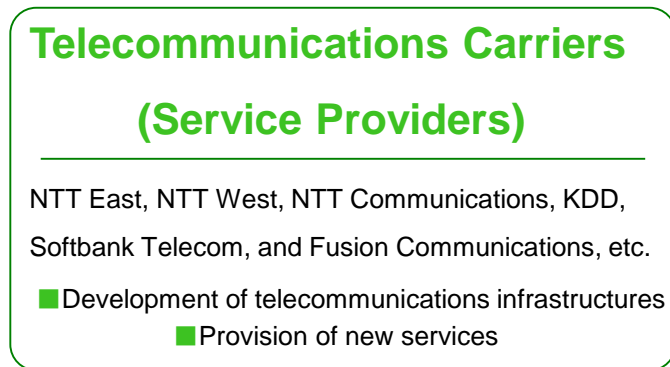 Telecommunications Carriers
(Service Providers)
NTT East, NTT West, NTT Communications, KDD,
Softbank Telecom, and Fusion Communications, etc.
■Development of telecommunications infrastructures
■Provision of new services